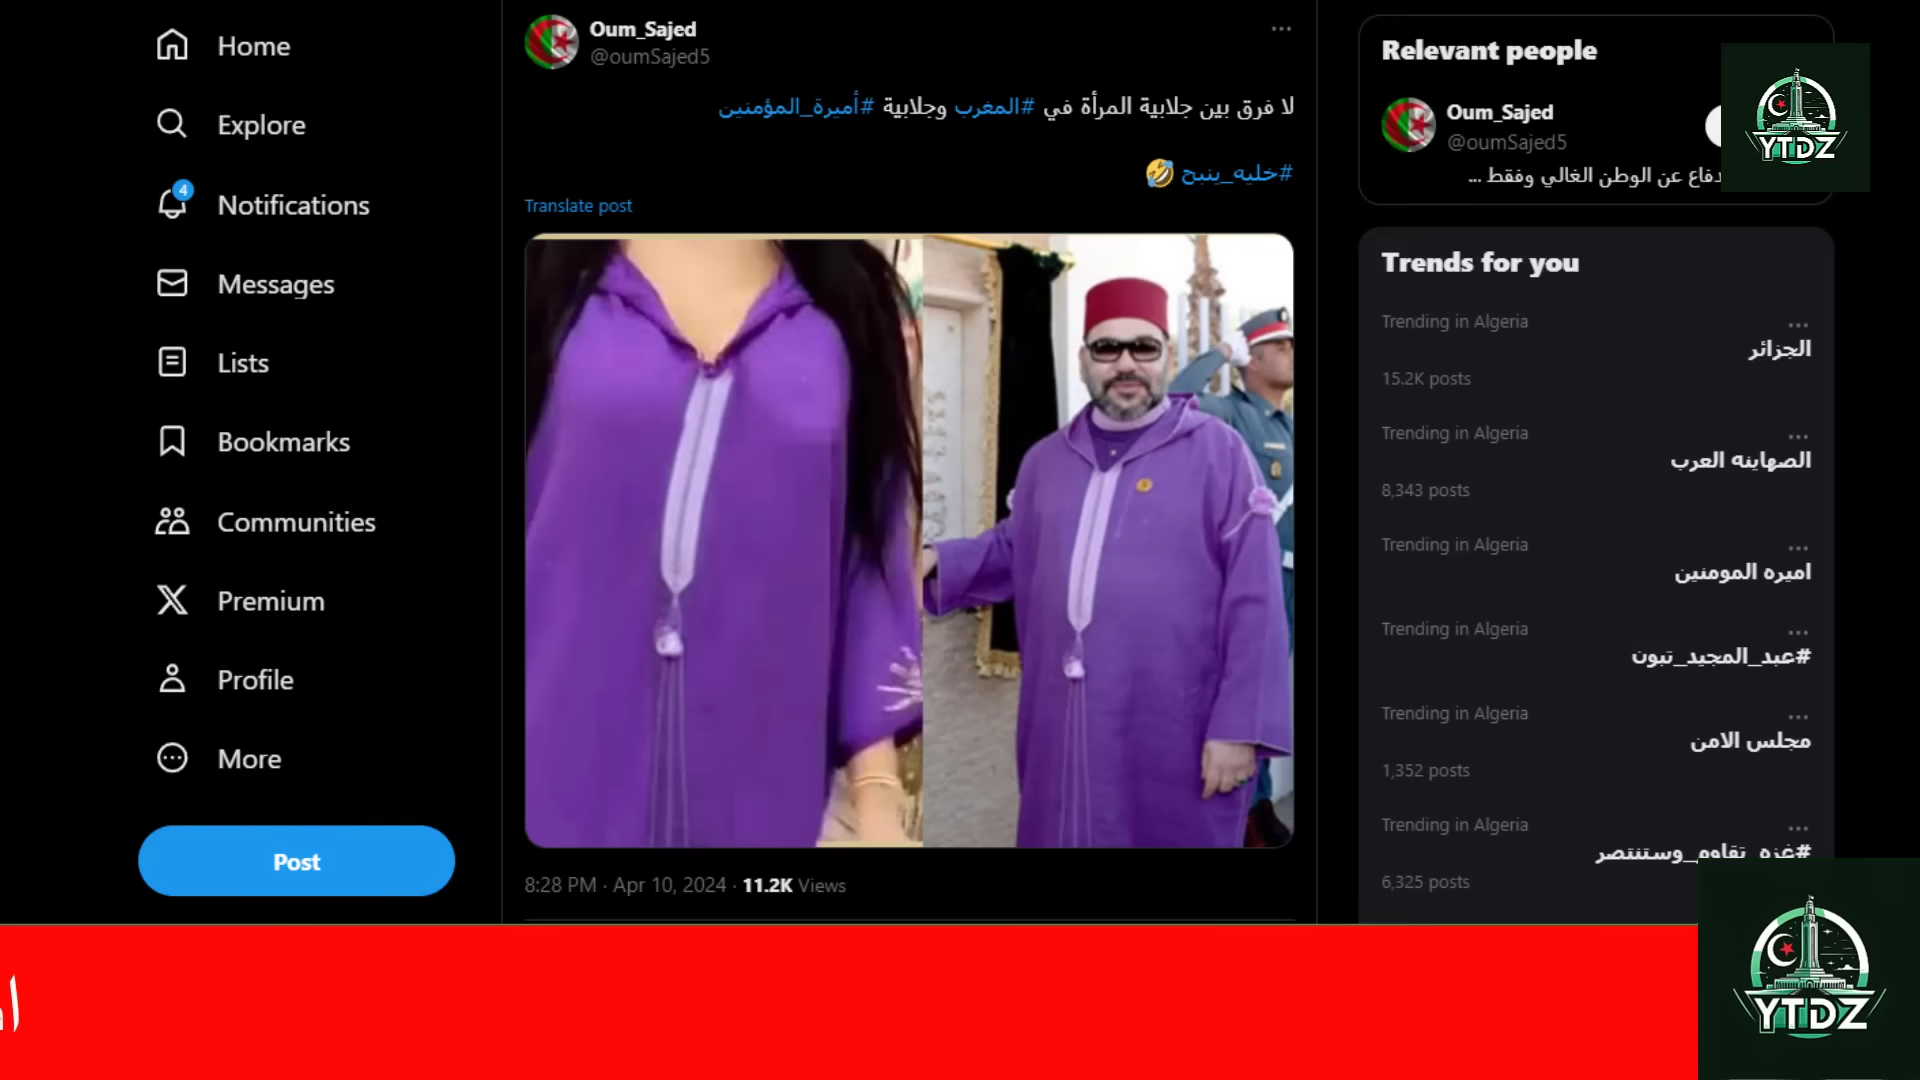 Home
Explore
4
Notifications
Messages
Lists
Bookmarks
Communities
Premium
Profile
More
Post
Oum_Sajed
@oumSajed5
لا فرق بين جلابية المرأة في #المغرب وجلابية #أميرة_المؤمنين
#خليه_ينبح 🤣
Translate post
8:28 PM · Apr 10, 2024 · 11.2K Views
Relevant people
Oum_Sajed
@oumSajed5
عن الوطن الغالي وفقط ...
YTDZ
Trends for you
Trending in Algeria
الجزائر
15.2K posts
Trending in Algeria
الصهاينه العرب
8,343 posts
Trending in Algeria
اميره المومنين
Trending in Algeria
#عبد_المجيد_تبون
Trending in Algeria
مجلس الامن
1,352 posts
Trending in Algeria
#غزه_تقاوم_وستنتصر
6,325 posts
YTDZ